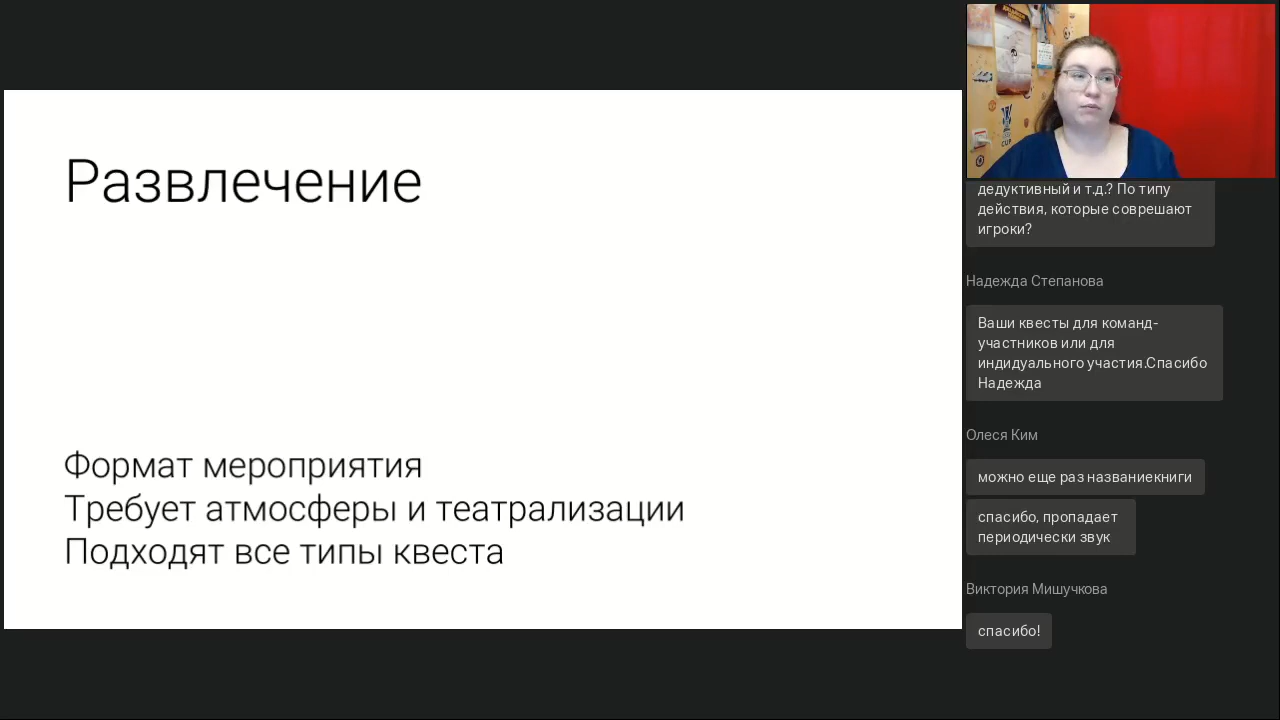 Развлечение
Формат мероприятия
Требует атмосферы и театрализации
Подходят все типы квеста
CUP
дедуктивный и т.д.? По типу
действия, которые соврешают
игроки?
Надежда Степанова
Ваши квесты для команд-
участников или для
индидуального участия.Спасибо
Надежда
Олеся Ким
можно еще раз названиекниги
спасибо, пропадает
периодически звук
Виктория Мишучкова
спасибо!